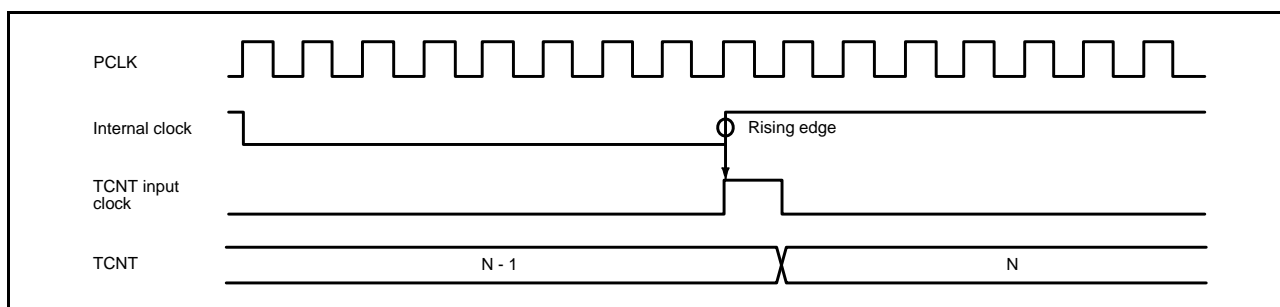 PCLK
Internal clock
Rising edge
TCNT input
clock
TCNT
N - 1
N